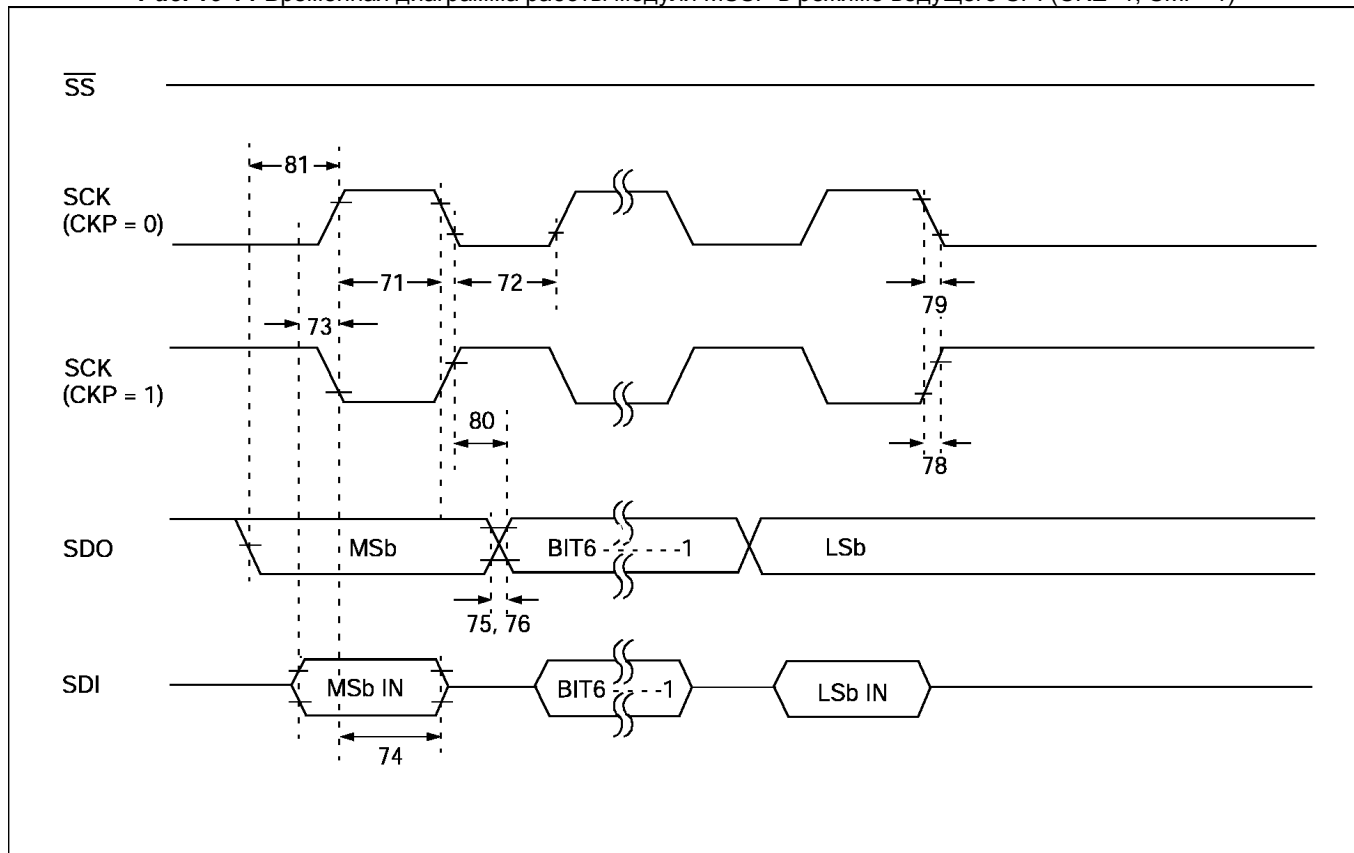 SS
81
SCK
(CKP = 0)
71
72
79
73
SCK
(CKP = 1)
80
78
SDO
MSb
BIT6 - - - - - - -1
LSb
75, 76
SDI
MSb IN
BIT6 - - - - -1
LSb IN
74